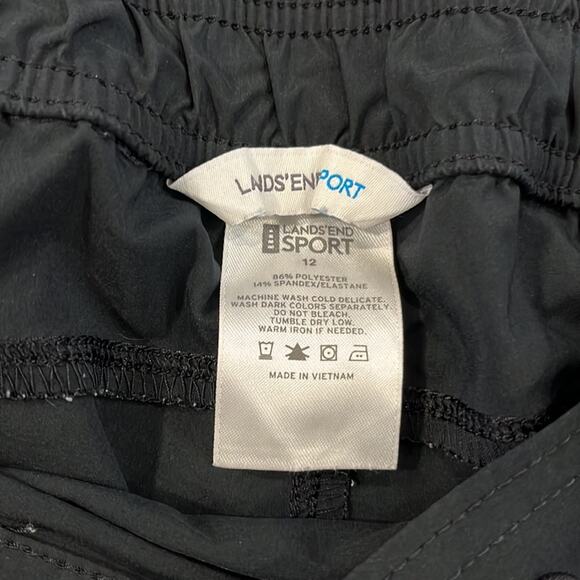 LANDS'END SPORT
LANDS'END
SPORT
12
86% POLYESTER
14% SPANDEX/ELASTANE
MACHINE WASH COLD DELICATE.
WASH DARK COLORS SEPARATELY.
DO NOT BLEACH.
TUMBLE DRY LOW.
WARM IRON IF NEEDED.
MADE IN VIETNAM